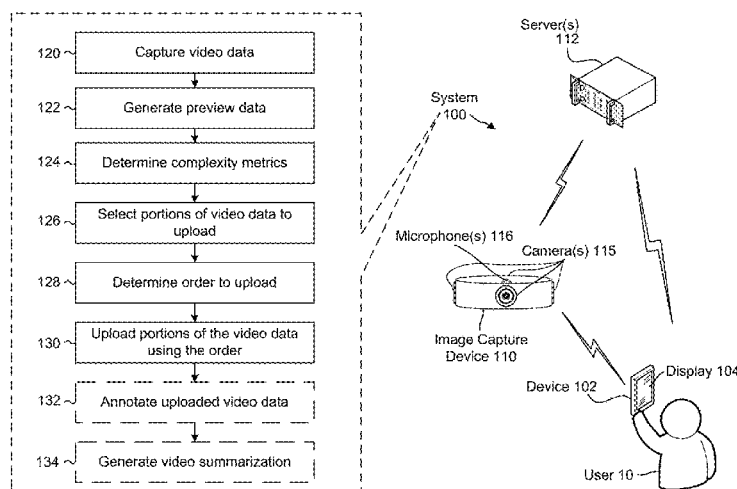 120
Capture video data
122
Generate preview data
124
Determine complexity metrics
126
Select portions of video data to
upload
128
Determine order to upload
130
Upload portions of the video data
using the order
132
Annotate uploaded video data
134
Generate video summarization
Server(s)
112
System
100
Microphone(s) 116
Camera(s) 115
Image Capture
Device 110
Display 104
Device 102
User 10